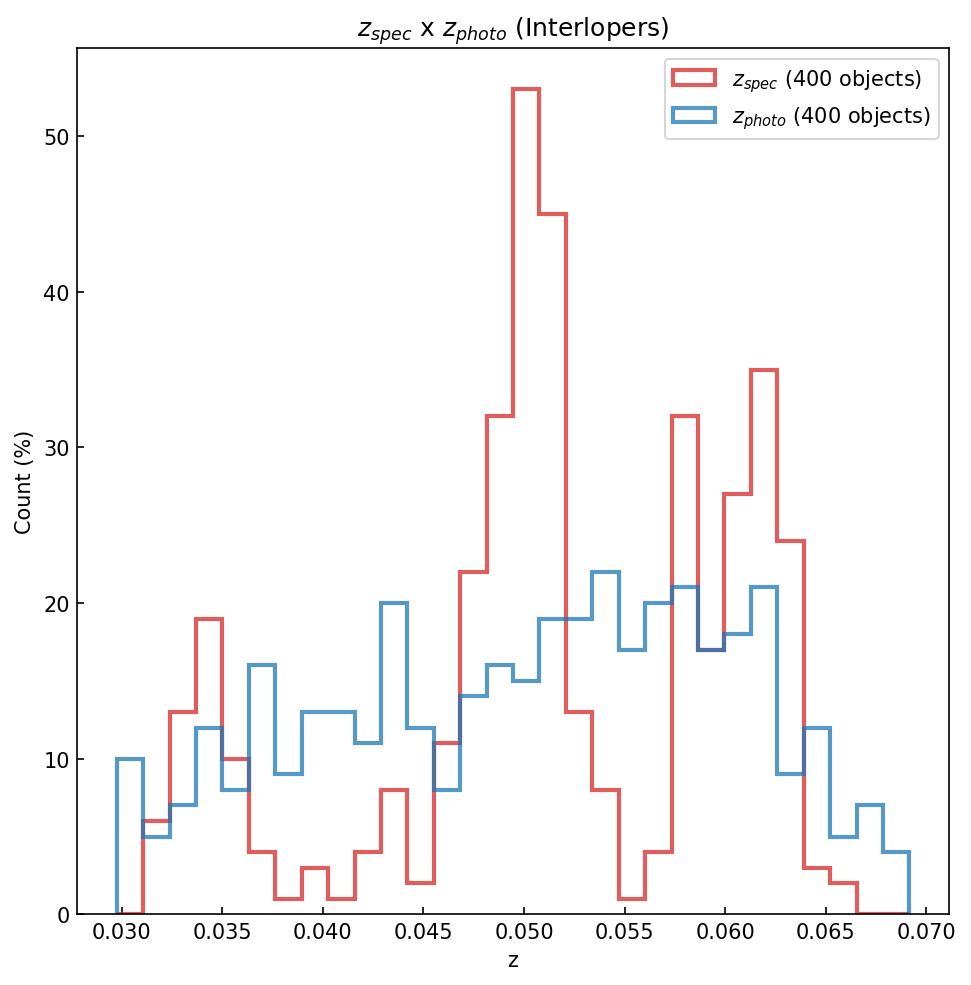 z_spec x z_photo (Interlopers)
z_spec (400 objects)
z_photo (400 objects)
Count (%)
50
40
30
20
10
0
0.030 0.035 0.040 0.045 0.050 0.055 0.060 0.065 0.070
z